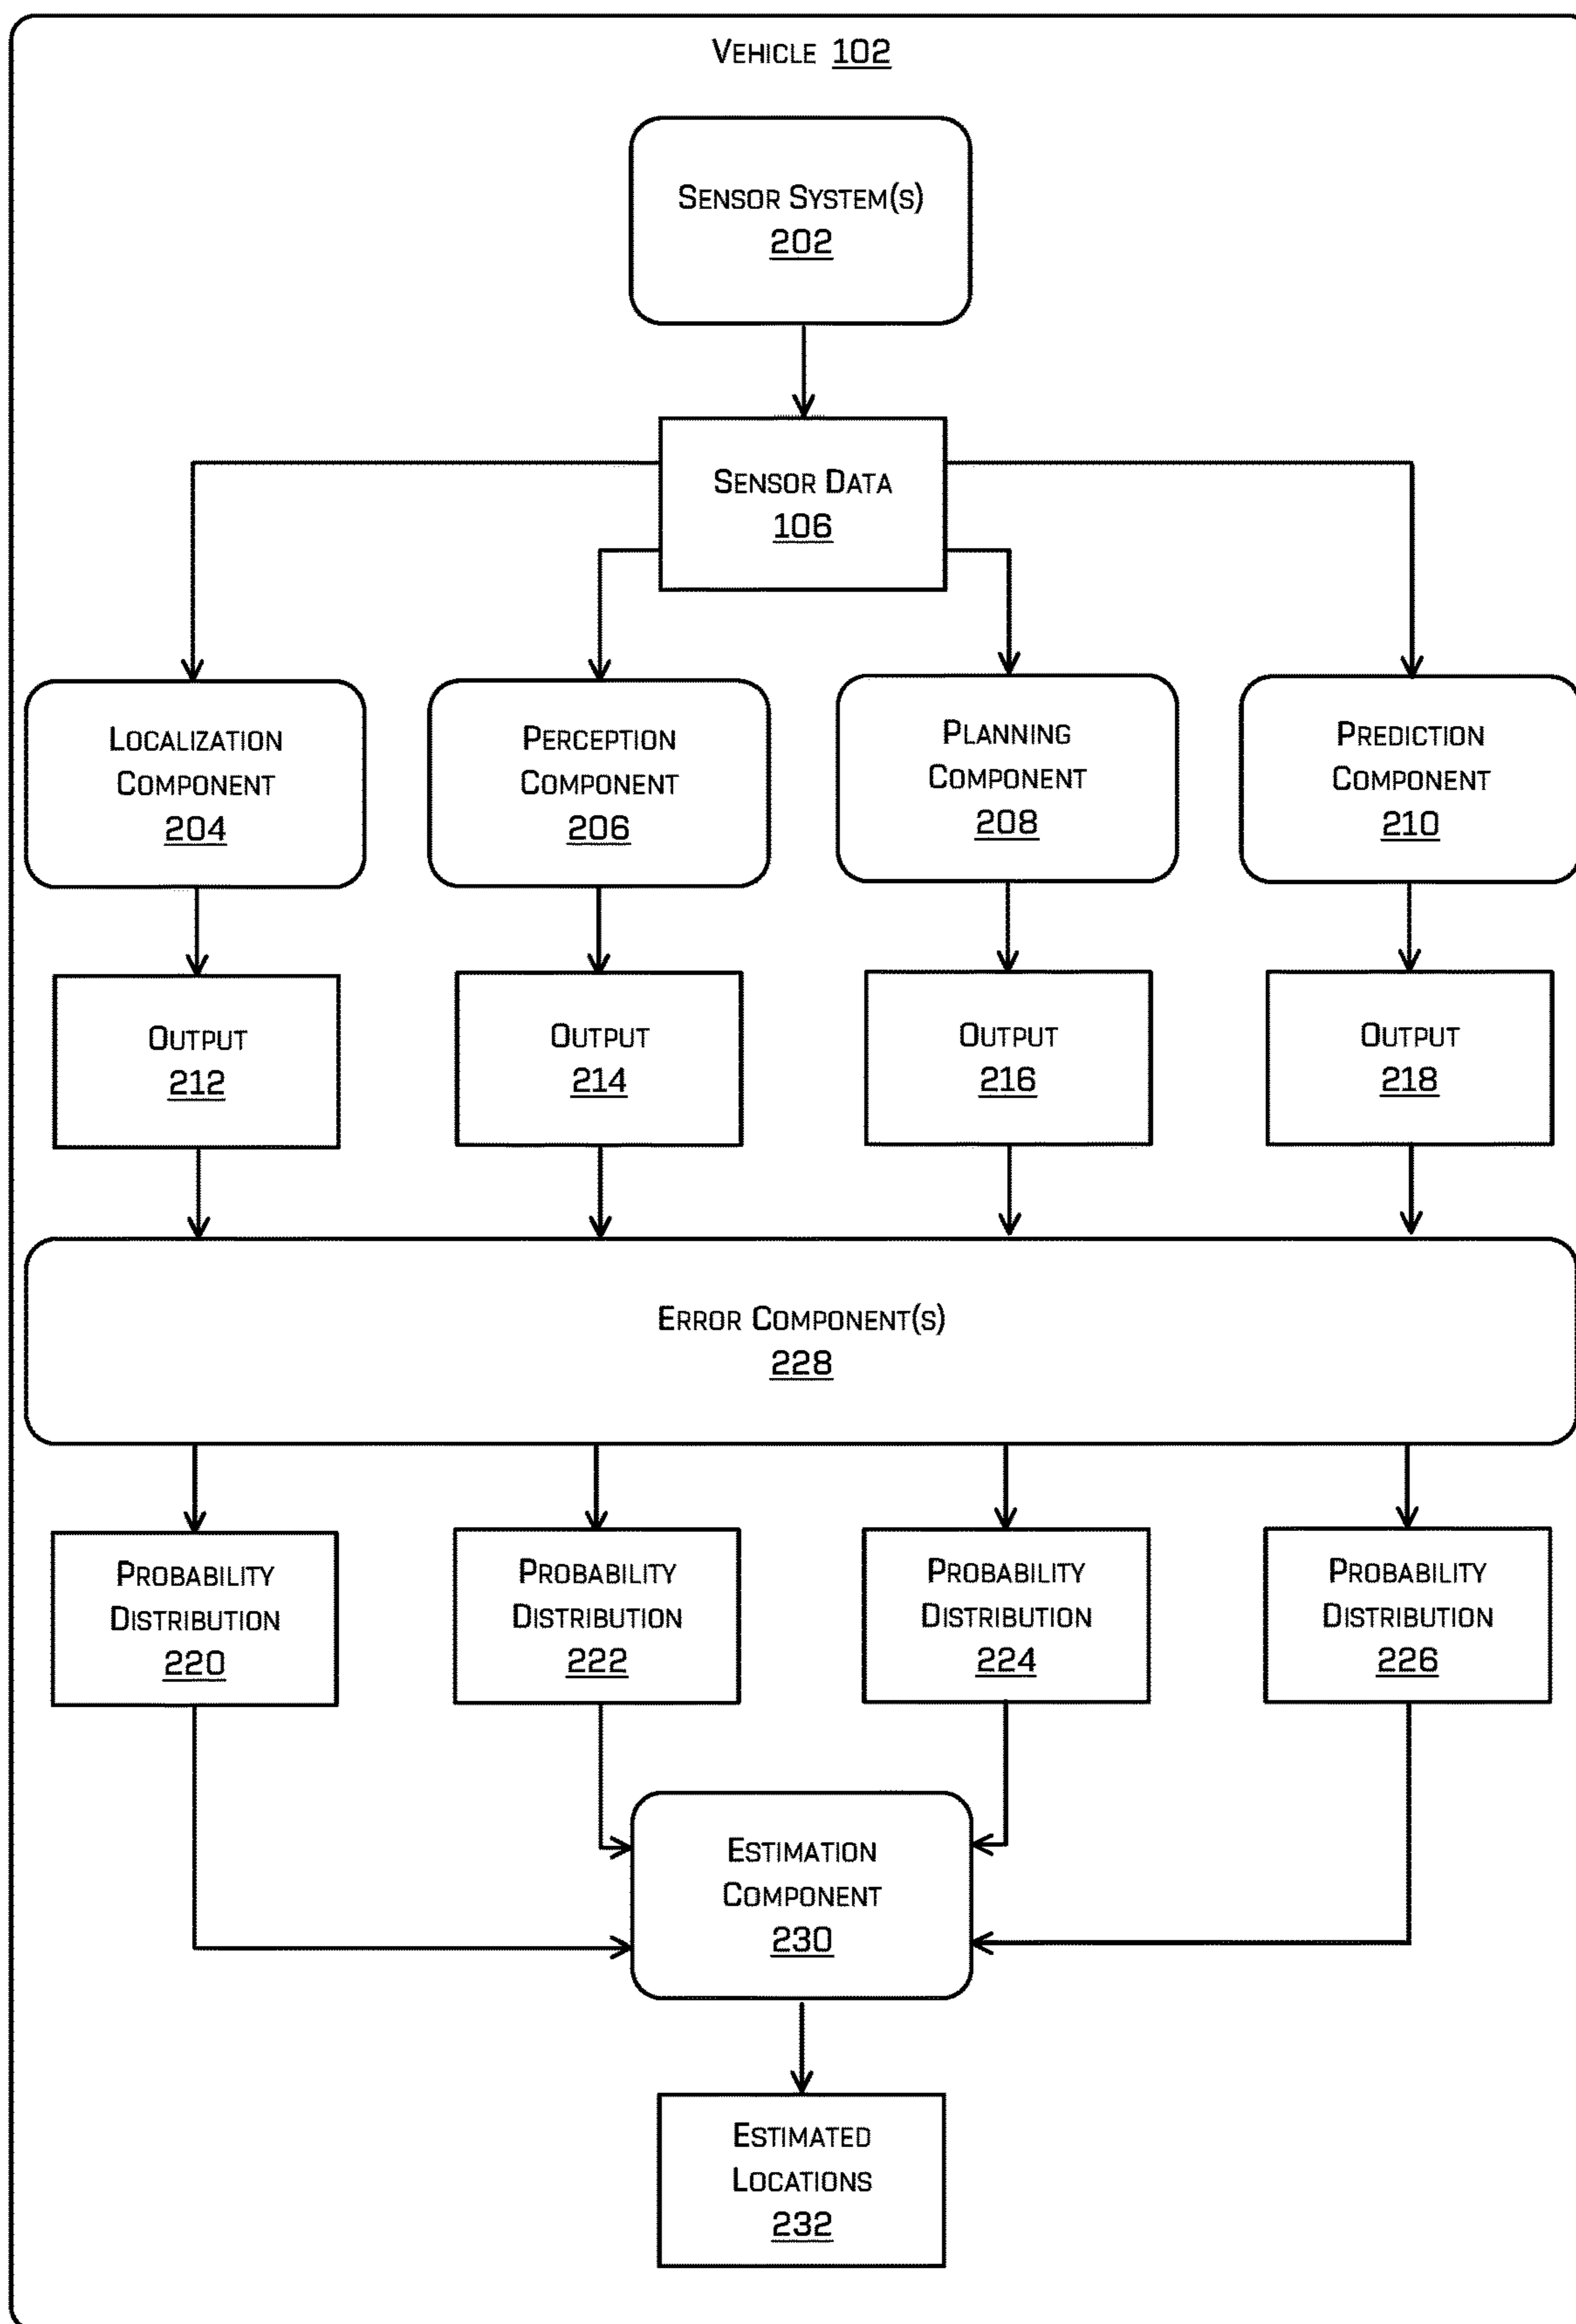 Vehicle 102
Sensor System(s)
202
Sensor Data
106
Localization
Component
204
Perception
Component
206
Planning
Component
208
Prediction
Component
210
Output
212
Output
214
Output
216
Output
218
Error Component(s)
228
Probability
Distribution
220
Probability
Distribution
222
Probability
Distribution
224
Probability
Distribution
226
Estimation
Component
230
Estimated
Locations
232